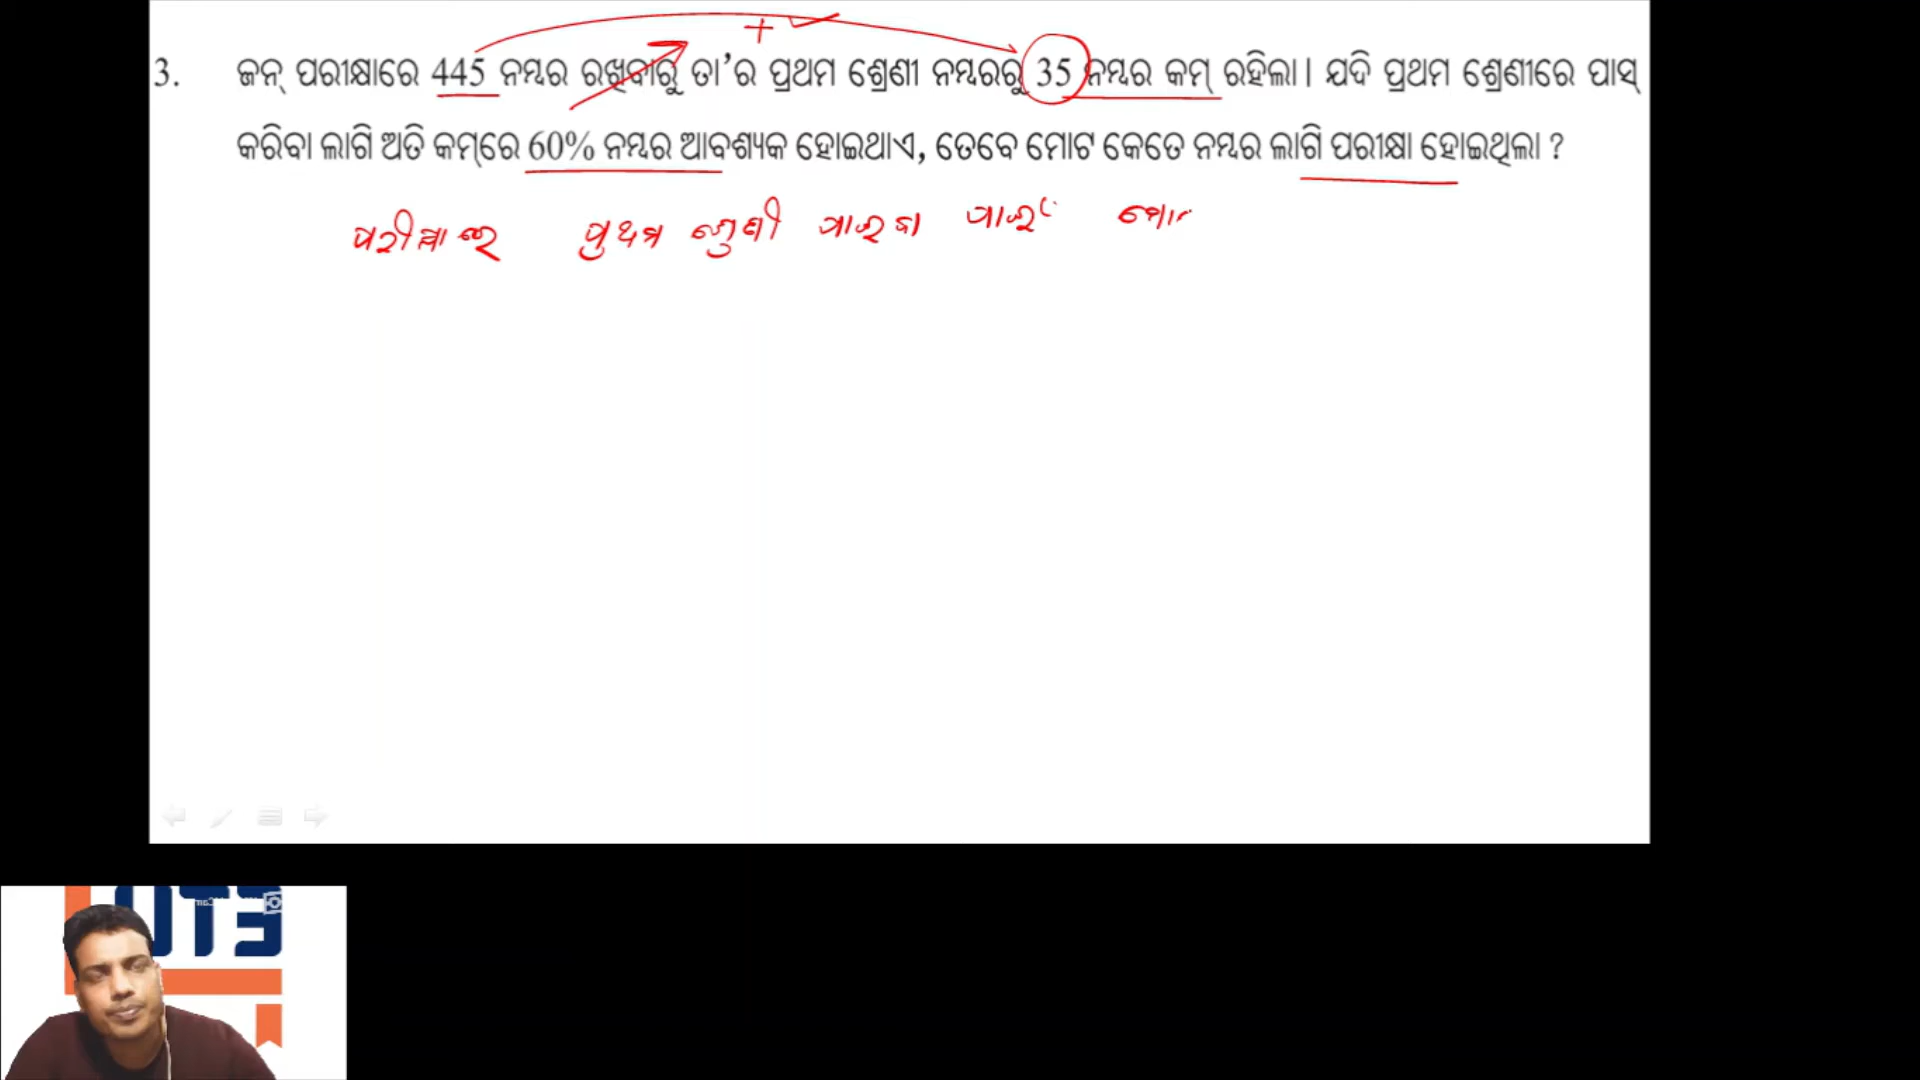 3. ଜନ୍ ପରୀକ୍ଷାରେ 445 ନମ୍ବର ରଖିବାରୁ ତା’ର ପ୍ରଥମ ଶ୍ରେଣୀ ନମ୍ବରରୁ 35 ନମ୍ବର କମ୍ ରହିଲା। ଯଦି ପ୍ରଥମ ଶ୍ରେଣୀରେ ପାସ୍
କରିବା ଲାଗି ଅତି କମ୍‌ରେ 60% ନମ୍ବର ଆବଶ୍ୟକ ହୋଇଥାଏ, ତେବେ ମୋଟ କେତେ ନମ୍ବର ଲାଗି ପରୀକ୍ଷା ହୋଇଥିଲା ?
ପରୀକ୍ଷାରେ ପ୍ରଥମ ଶ୍ରେଣୀ ପାଇବା ପାଇଁ